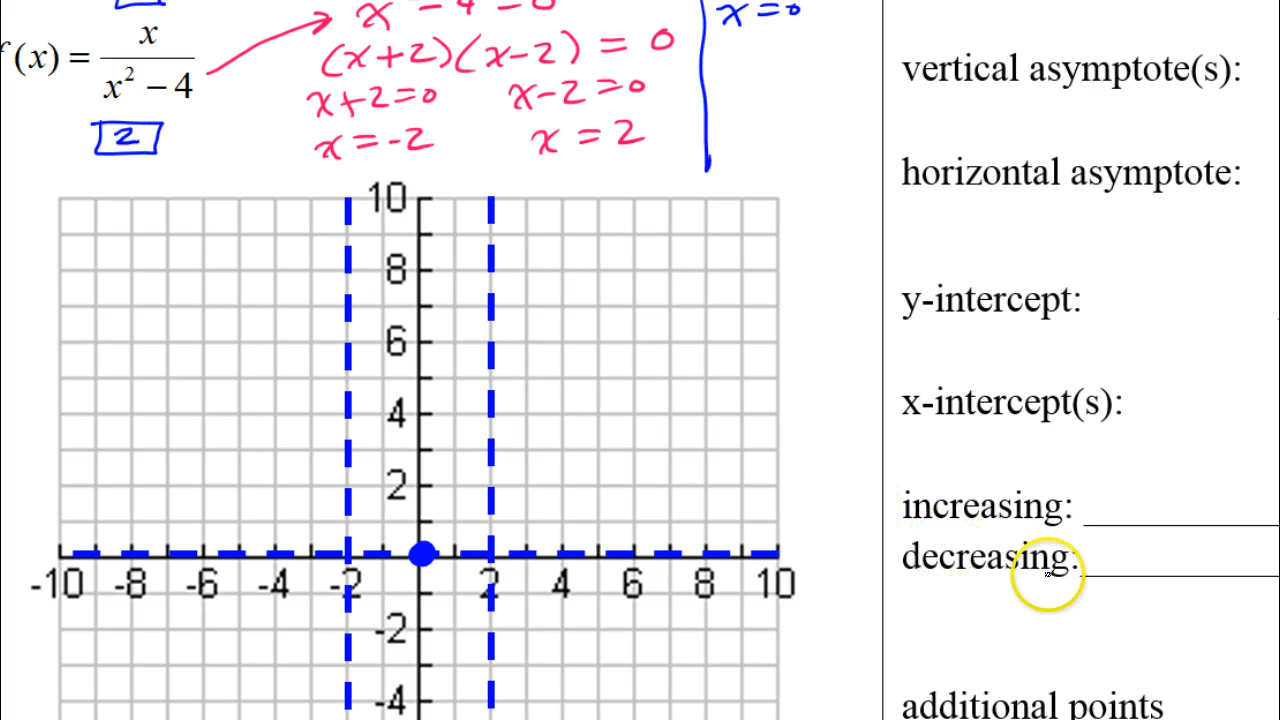 x = 0
(x+2)(x-2) = 0
f(x) = x / x² − 4
x+2=0 x-2=0
x=-2 x=2
2
vertical asymptote(s):
horizontal asymptote:
y-intercept:
x-intercept(s):
increasing:
decreasing:
additional points
10
8
6
4
2
-10 -8 -6 -4 -2 2 4 6 8 10
-2
-4